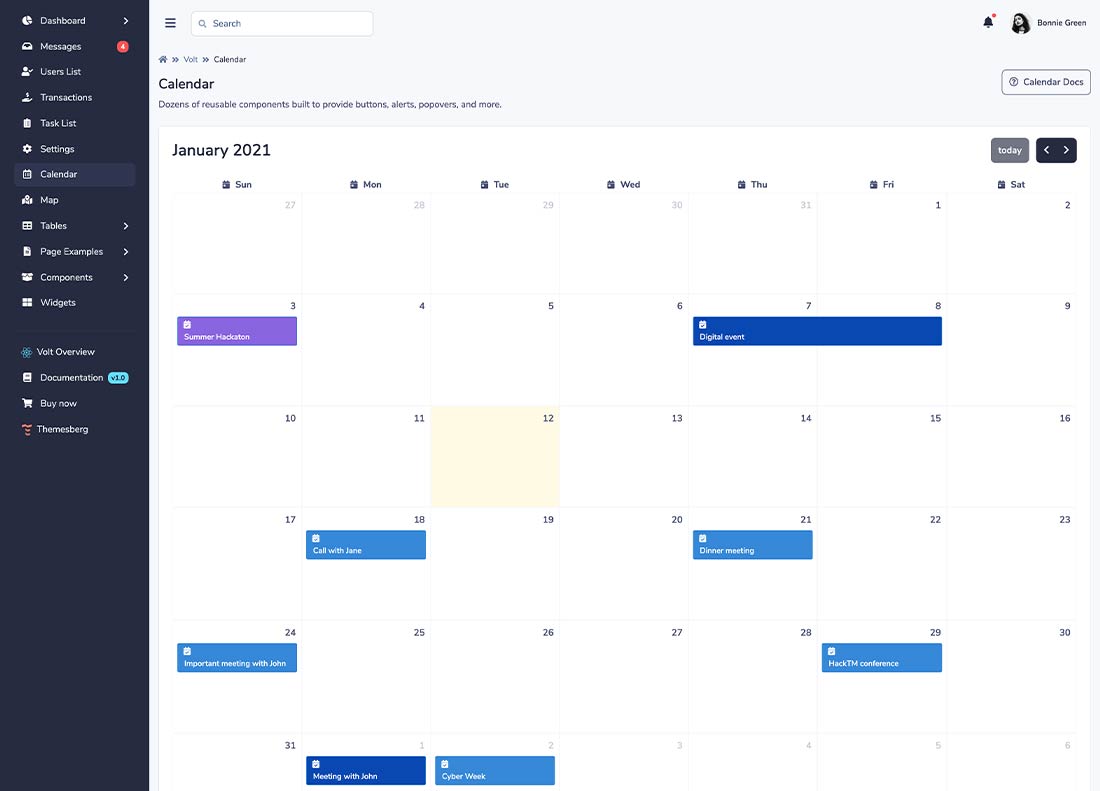 Dashboard
Messages 4
Users List
Transactions
Task List
Settings
Calendar
Map
Tables
Page Examples
Components
Widgets
Volt Overview
Documentation v1.0
Buy now
Themesberg
Search
Bonnie Green
Volt Calendar
Calendar
Calendar Docs
Dozens of reusable components built to provide buttons, alerts, popovers, and more.
January 2021
today
Sun Mon Tue Wed Thu Fri Sat
27 28 29 30 31 1 2
3 4 5 6 7 8 9
Summer Hackaton Digital event
10 11 12 13 14 15 16
17 18 19 20 21 22 23
Call with Jane Dinner meeting
24 25 26 27 28 29 30
Important meeting with John HackTM conference
31 1 2 3 4 5 6
Meeting with John Cyber Week